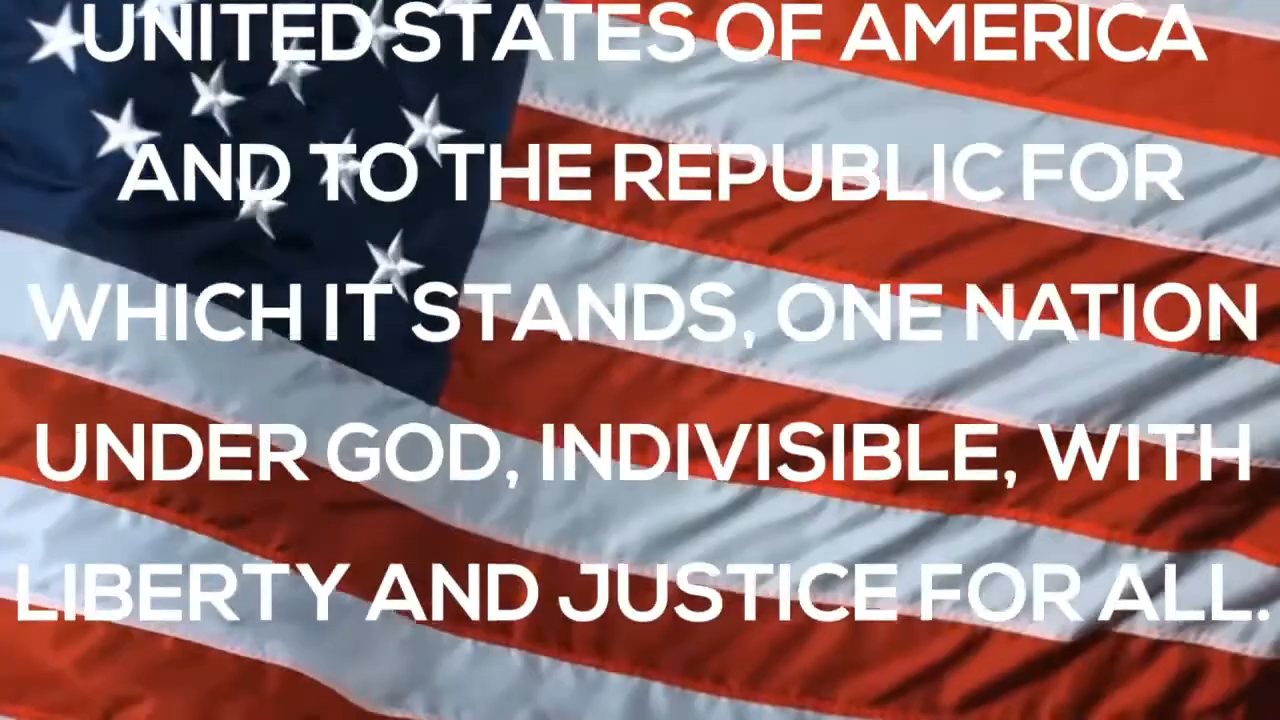 UNITED STATES OF AMERICA
AND TO THE REPUBLIC FOR
WHICH IT STANDS, ONE NATION
UNDER GOD, INDIVISIBLE, WITH
LIBERTY AND JUSTICE FOR ALL.